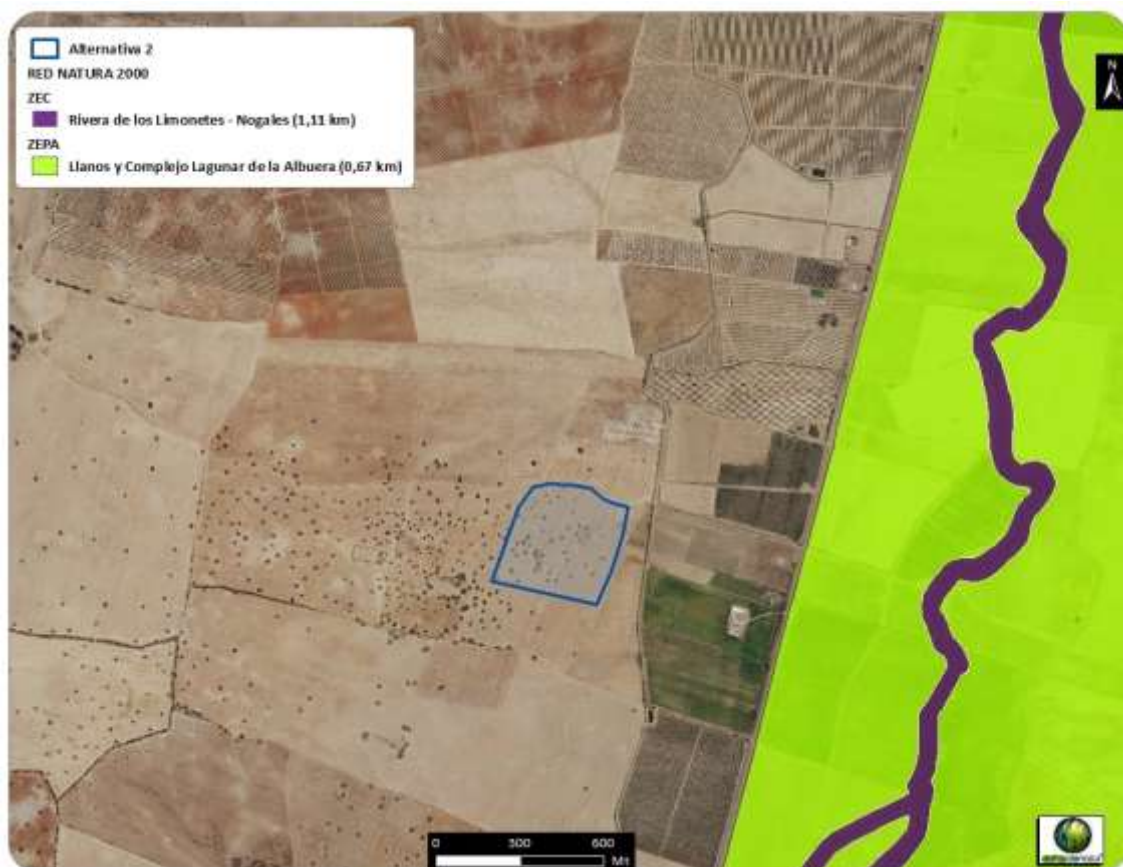 Alternativa 2
RED NATURA 2000
ZEC
Rivera de los Limonetes - Nogales (1,11 km)
ZEPA
Llanos y Complejo Lagunar de la Albuera (0,67 km)
N
0 300 600
Mt